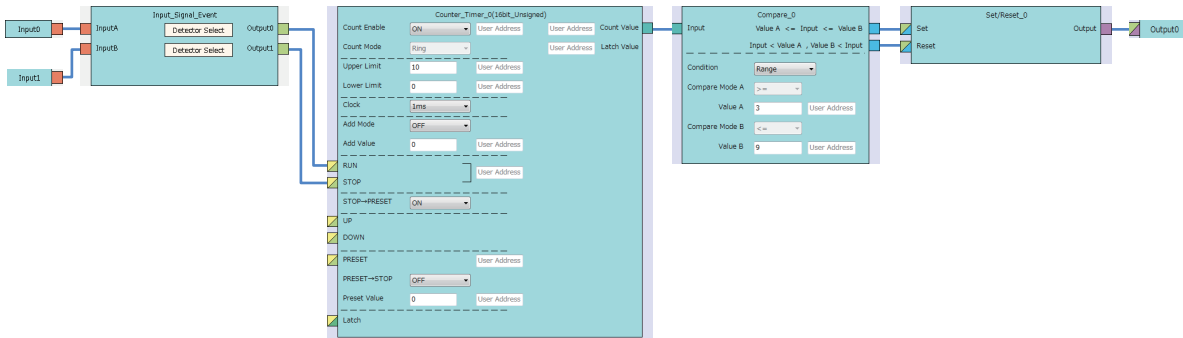 Input0
Input1
Input_Signal_Event
InputA
Detector Select
Output0
InputB
Detector Select
Output1
Counter_Timer_0(16bit_Unsigned)
Count Enable
ON
User Address
User Address
Count Value
Count Mode
Ring
User Address
Latch Value
Upper Limit
10
User Address
Lower Limit
0
User Address
Clock
1ms
Add Mode
OFF
Add Value
0
User Address
RUN
User Address
STOP
STOP→PRESET
ON
UP
DOWN
PRESET
User Address
PRESET→STOP
OFF
Preset Value
0
User Address
Latch
Compare_0
Input
Value A <= Input <= Value B
Input < Value A , Value B < Input
Condition
Range
Compare Mode A
>=
Value A
3
User Address
Compare Mode B
<=
Value B
9
User Address
Set/Reset_0
Set
Output
Reset
Output0